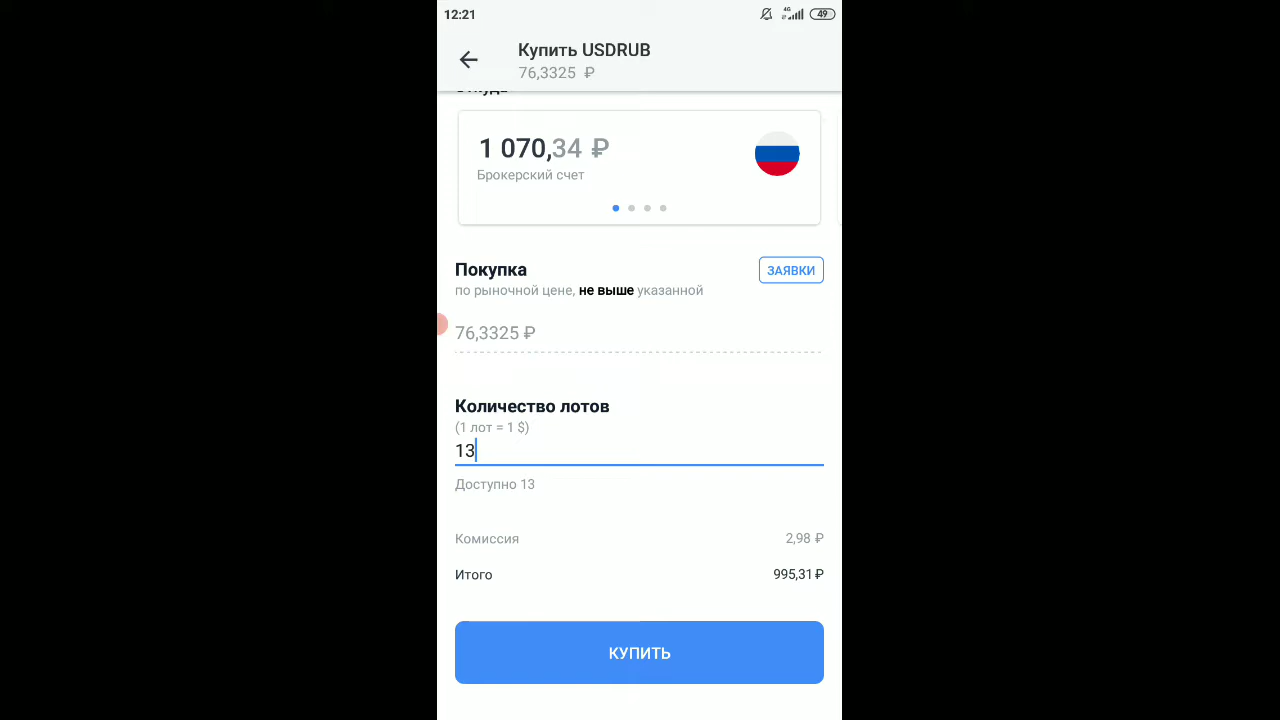 12:21
4G
49
Купить USDRUB
76,3325 ₽
1 070,34 ₽
Брокерский счет
Покупка
ЗАЯВКИ
по рыночной цене, не выше указанной
76,3325 ₽
Количество лотов
(1 лот = 1 $)
13
Доступно 13
Комиссия 2,98 ₽
Итого 995,31 ₽
КУПИТЬ